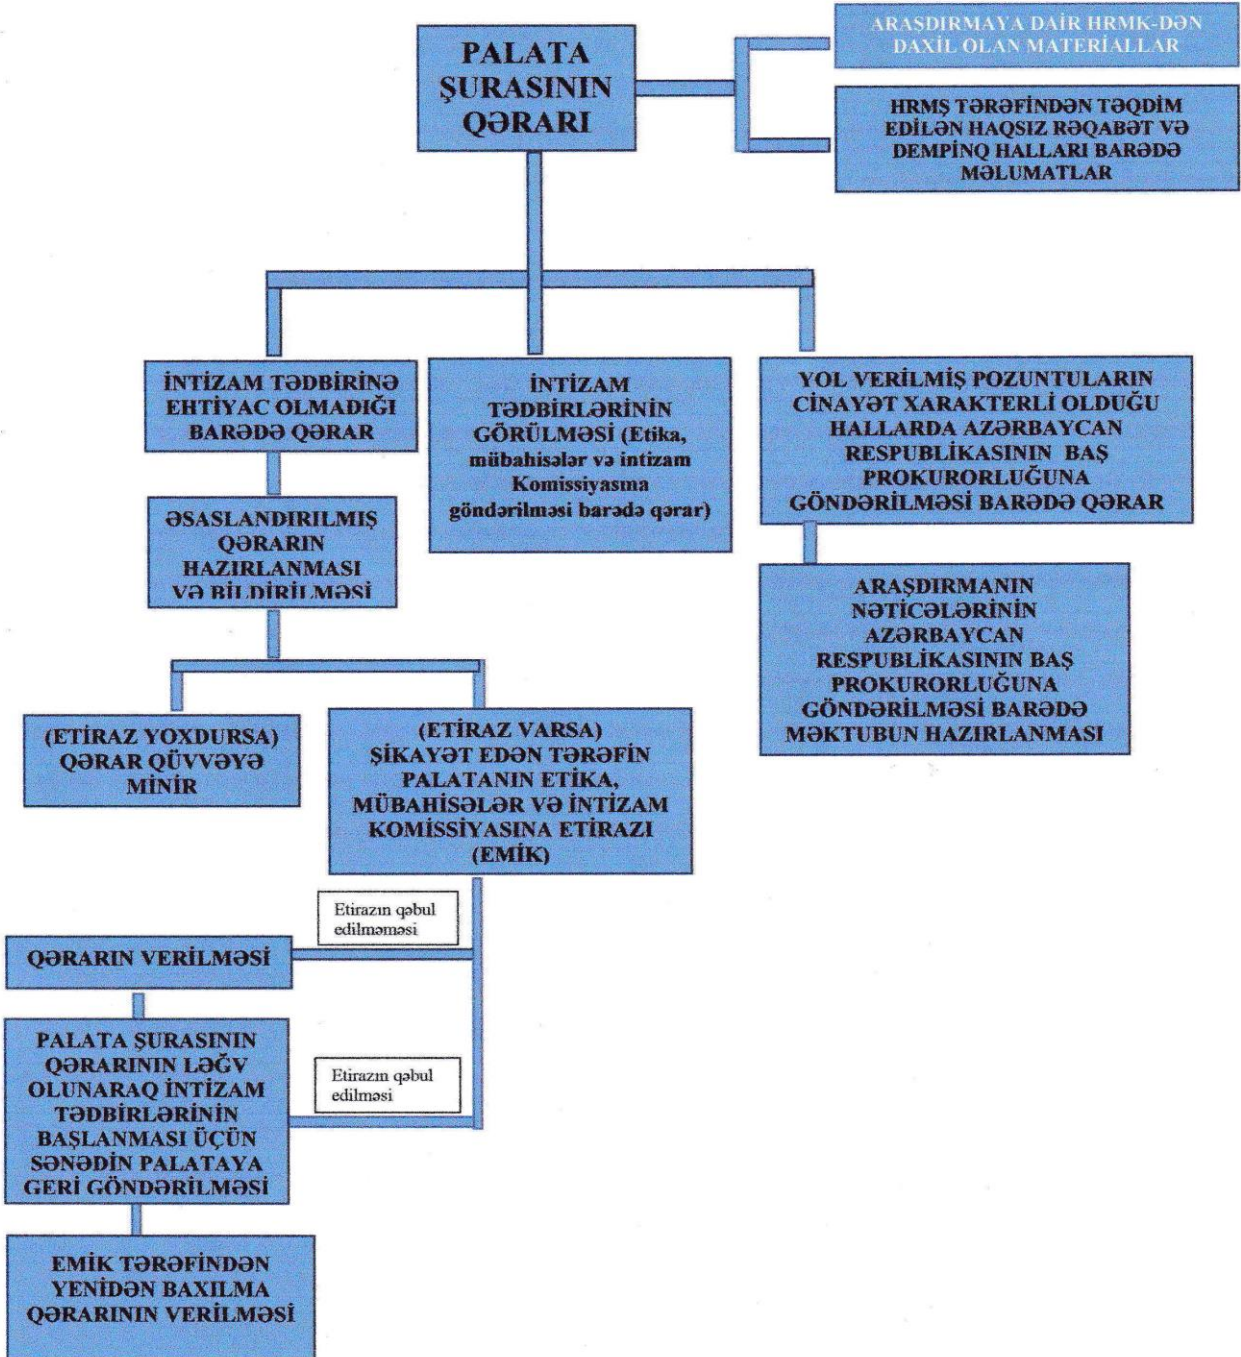 PALATA
ŞURASININ
QƏRARI
ARAŞDIRMAYA DAİR HRMK-DƏN
DAXİL OLAN MATERİALLAR
HRMŞ TƏRƏFİNDƏN TƏQDİM
EDİLƏN HAQSIZ RƏQABƏT VƏ
DEMPİNQ HALLARI BARƏDƏ
MƏLUMATLAR
İNTİZAM TƏDBİRİNƏ
EHTİYAC OLMADIĞI
BARƏDƏ QƏRAR
İNTİZAM
TƏDBİRLƏRİNİN
GÖRÜLMƏSİ (Etika,
mübahisələr və intizam
Komissiyasına
göndərilməsi barədə qərar)
YOL VERİLMİŞ POZUNTULARIN
CİNAYƏT XARAKTERLİ OLDUĞU
HALLARDA AZƏRBAYCAN
RESPUBLİKASININ BAŞ
PROKURORLUĞUNA
GÖNDƏRİLMƏSİ BARƏDƏ QƏRAR
ƏSASLANDIRILMIŞ
QƏRARIN
HAZIRLANMASI
VƏ BİLDİRİLMƏSİ
ARAŞDIRMANIN
NƏTİCƏLƏRİNİN
AZƏRBAYCAN
RESPUBLİKASININ BAŞ
PROKURORLUĞUNA
GÖNDƏRİLMƏSİ BARƏDƏ
MƏKTUBUN HAZIRLANMASI
(ETİRAZ YOXDURSA)
QƏRAR QÜVVƏYƏ
MİNİR
(ETİRAZ VARSA)
ŞİKAYƏT EDƏN TƏRƏFİN
PALATANIN ETİKA,
MÜBAHİSƏLƏR VƏ İNTİZAM
KOMİSSİYASINA ETİRAZI
(EMİK)
Etirazın qəbul
edilməməsi
QƏRARIN VERİLMƏSİ
PALATA ŞURASININ
QƏRARININ LƏĞV
OLUNARAQ İNTİZAM
TƏDBİRLƏRİNİN
BAŞLANMASI ÜÇÜN
SƏNƏDİN PALATAYA
GERİ GÖNDƏRİLMƏSİ
Etirazın qəbul
edilməsi
EMİK TƏRƏFİNDƏN
YENİDƏN BAXILMA
QƏRARININ VERİLMƏSİ